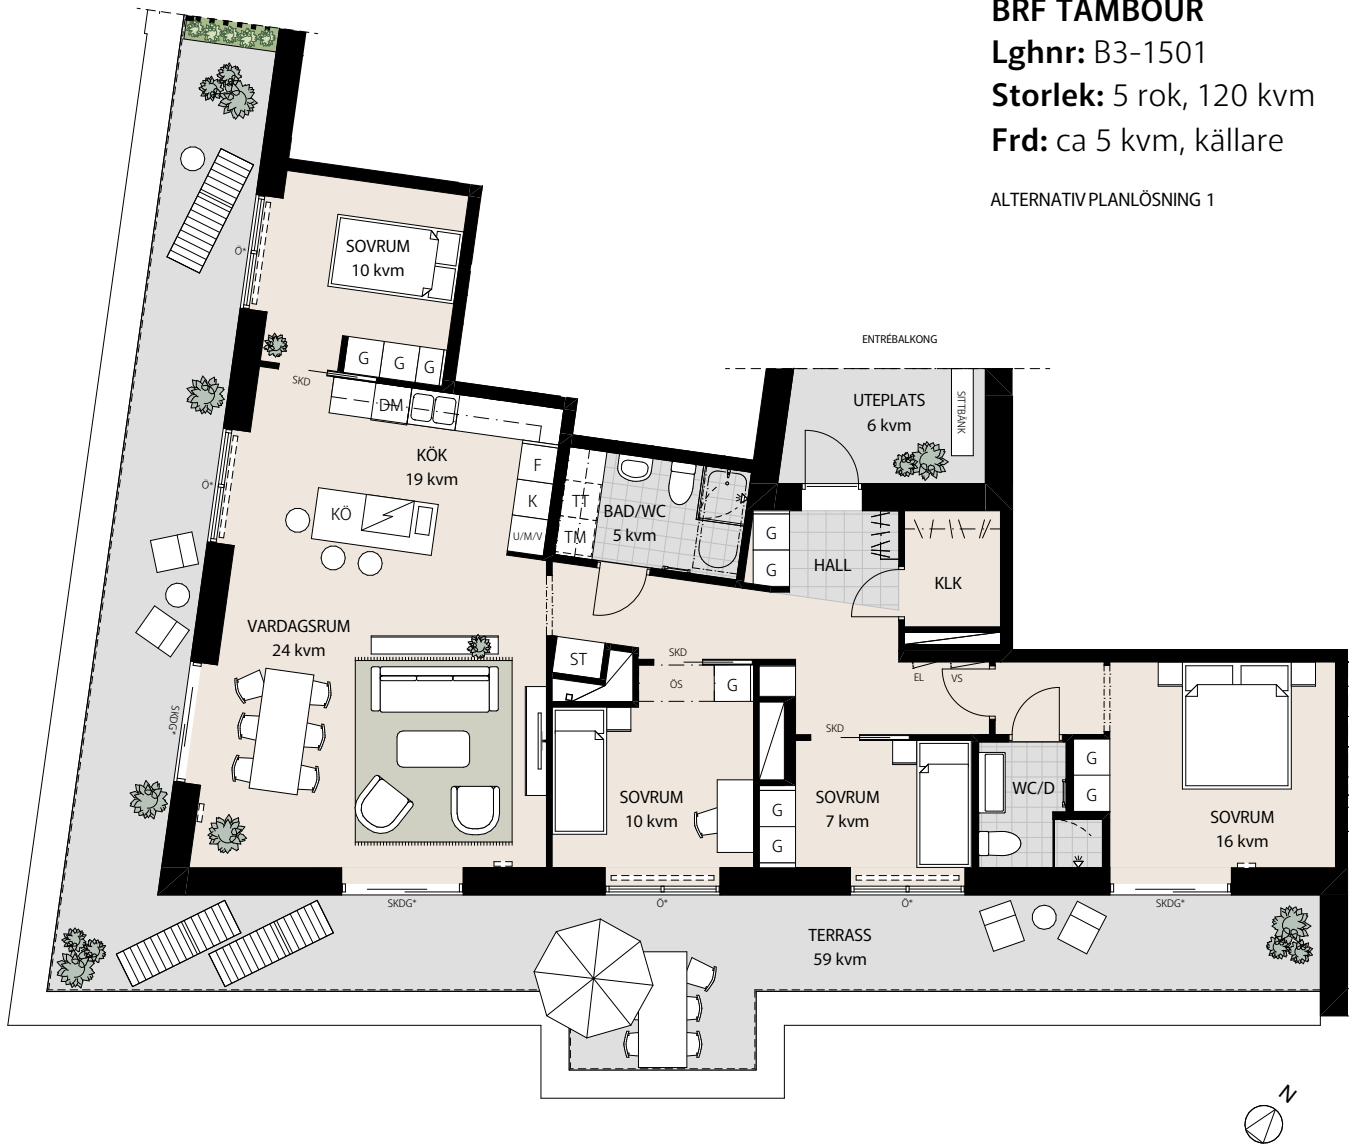 BRF TAMBOUR
Lghnr: B3-1501
Storlek: 5 rok, 120 kvm
Frd: ca 5 kvm, källare
ALTERNATIV PLANLÖSNING 1
SOVRUM
10 kvm
Ö*
G G G
SKD
DM
ENTRÉBALKONG
UTEPLATS
6 kvm
SITTBÄNK
KÖK
19 kvm
F
K
U/M/V
KÖ
Ö*
TT
TM
BAD/WC
5 kvm
G
G
HALL
KLK
VARDAGSRUM
24 kvm
ST
SKD
ÖS
G
EL
VS
SKDG*
SKD
SOVRUM
10 kvm
G
G
SOVRUM
7 kvm
WC/D
G
G
SOVRUM
16 kvm
SKDG*
Ö*
Ö*
SKDG*
TERRASS
59 kvm
N